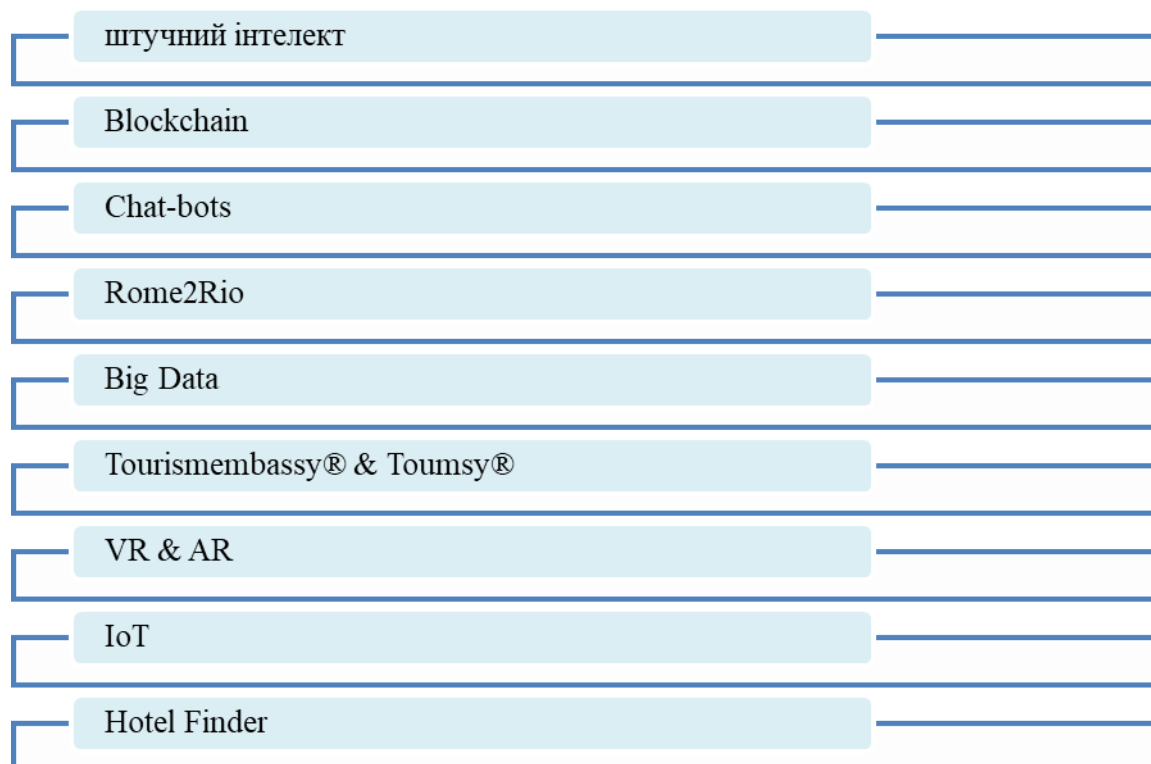 штучний інтелект
Blockchain
Chat-bots
Rome2Rio
Big Data
Tourismembassy® & Toumsy®
VR & AR
IoT
Hotel Finder